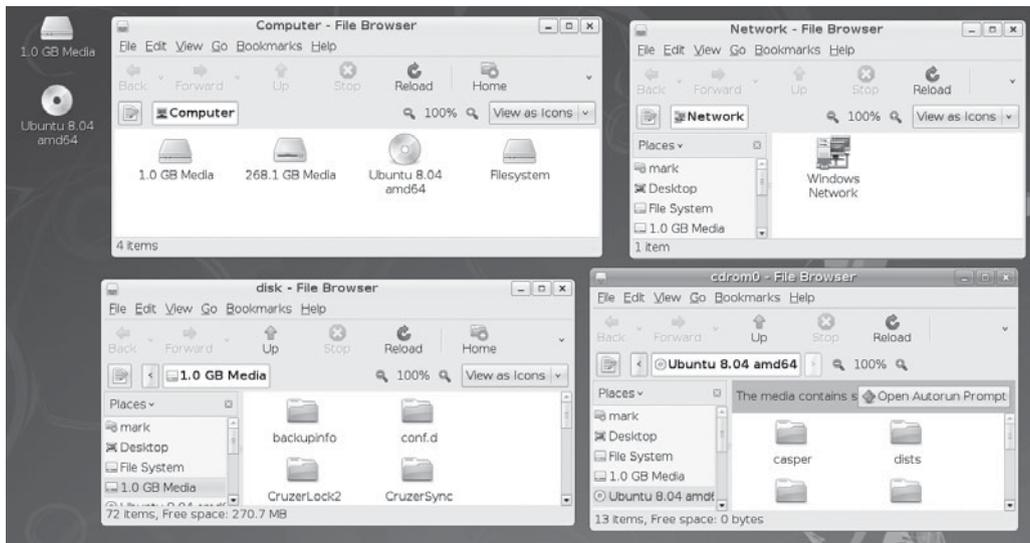 1.0 GB Media
Ubuntu 8.04
amd64
Computer - File Browser
File Edit View Go Bookmarks Help
Back Forward Up Stop Reload Home
Computer 100% View as Icons
1.0 GB Media 268.1 GB Media Ubuntu 8.04 amd64 Filesystem
4 items
Network - File Browser
File Edit View Go Bookmarks Help
Back Forward Up Stop Reload
Network 100% View as Icons
Places
mark
Desktop
File System
1.0 GB Media
Windows
Network
1 item
disk - File Browser
File Edit View Go Bookmarks Help
Back Forward Up Stop Reload Home
1.0 GB Media 100% View as Icons
Places
mark
Desktop
File System
1.0 GB Media
backupinfo conf.d
CruzerLock2 CruzerSync
72 items, Free space: 270.7 MB
cdrom0 - File Browser
File Edit View Go Bookmarks Help
Back Forward Up Stop Reload
Ubuntu 8.04 amd64 100%
Places
mark
Desktop
File System
1.0 GB Media
Ubuntu 8.04
The media contains s Open Autorun Prompt
casper dists
13 items, Free space: 0 bytes